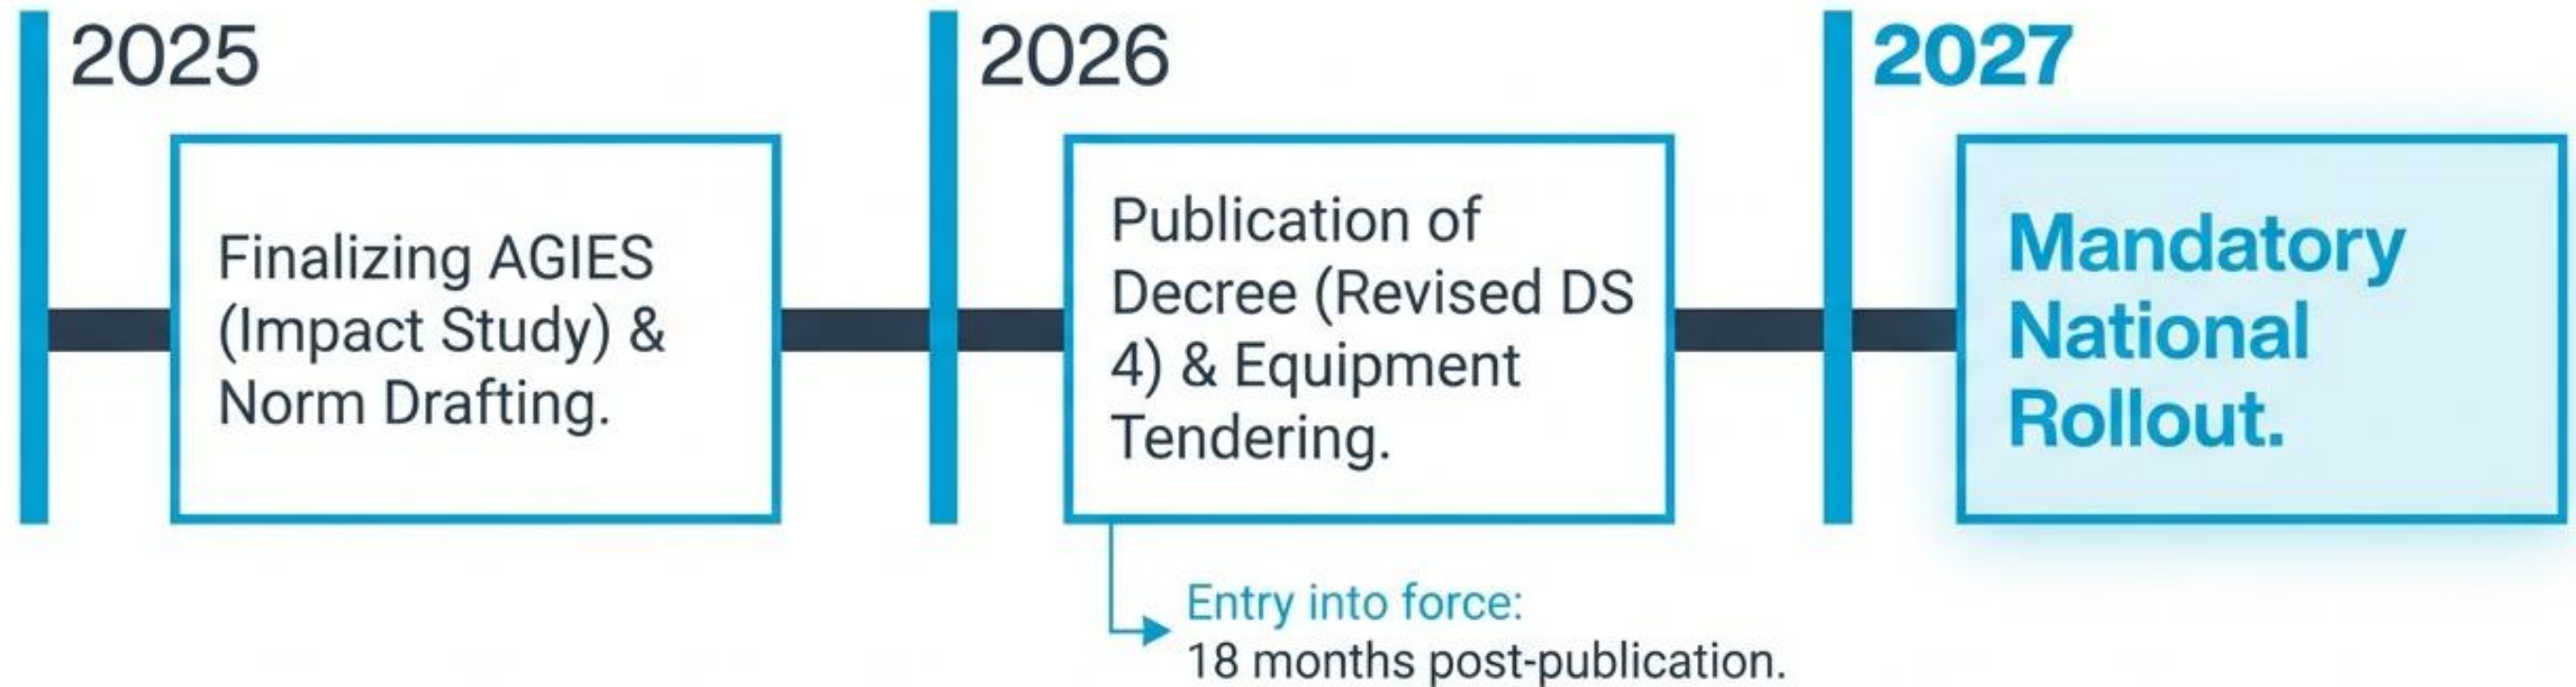 2025
Finalizing AGIES
(Impact Study) &
Norm Drafting.
2026
Publication of
Decree (Revised DS
4) & Equipment
Tendering.
Entry into force:
18 months post-publication.
2027
Mandatory
National
Rollout.